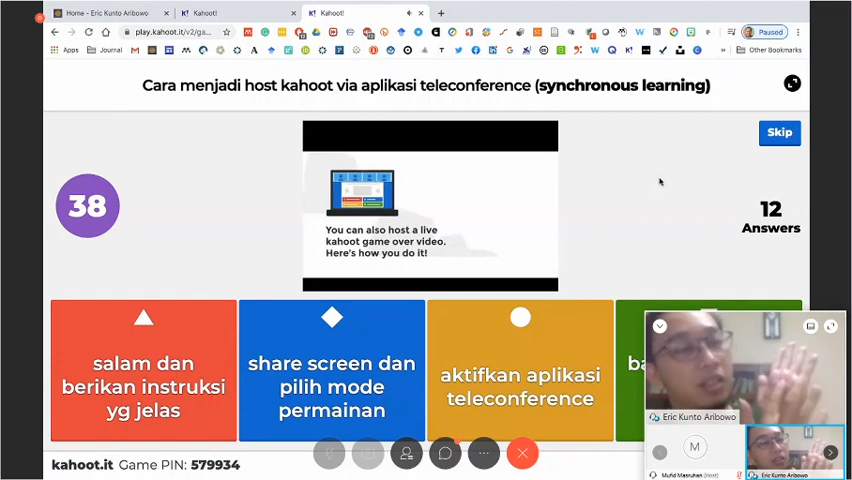 Home - Eric Kunto Aribowo
Kahoot!
Kahoot!
play.kahoot.it/v2/ga...
Paused
Apps
Journal
Other Bookmarks
Cara menjadi host kahoot via aplikasi teleconference (synchronous learning)
Skip
38
You can also host a live
kahoot game over video.
Here's how you do it!
12
Answers
salam dan
berikan instruksi
yg jelas
share screen dan
pilih mode
permainan
aktifkan aplikasi
teleconference
Eric Kunto Aribowo
M
Mufid Masruhan (Host)
Eric Kunto Aribowo
kahoot.it Game PIN: 579934